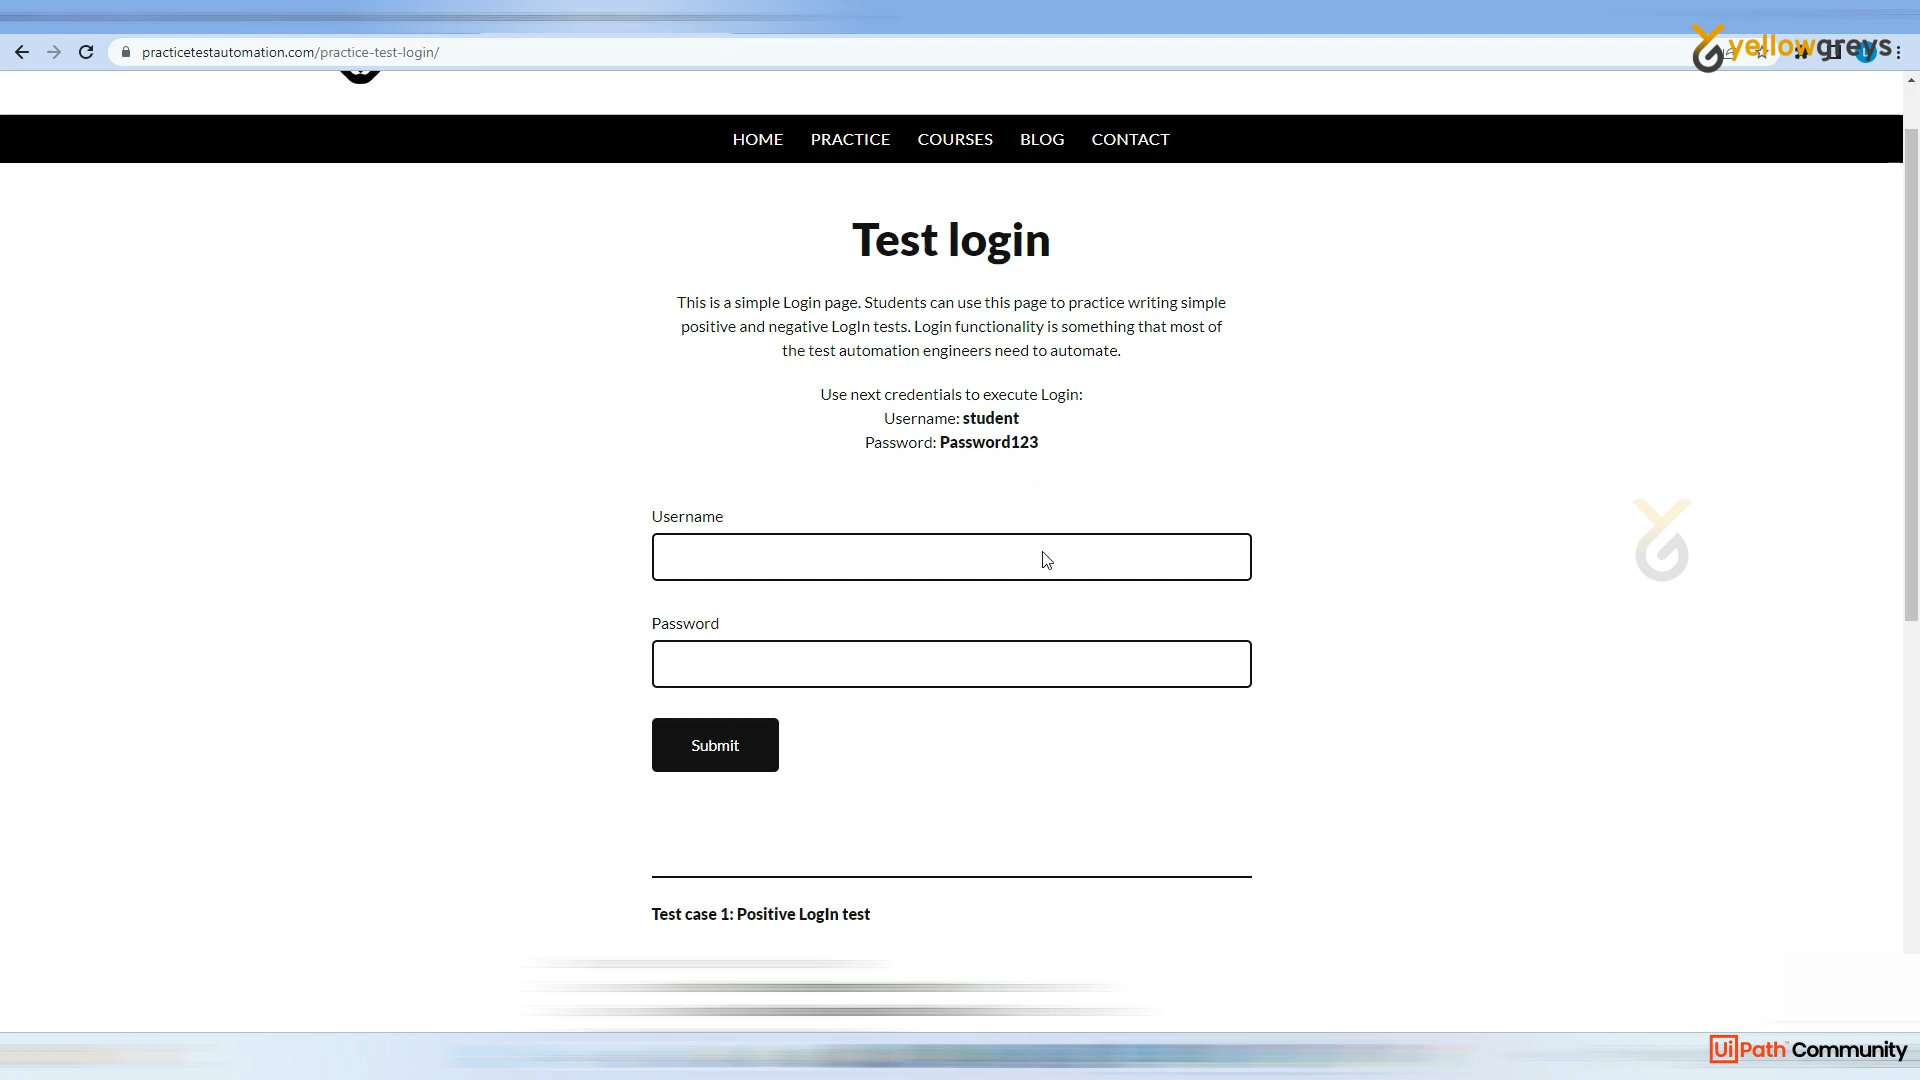 practicetestautomation.com/practice-test-login/
yellowgreys
HOME PRACTICE COURSES BLOG CONTACT
Test login
This is a simple Login page. Students can use this page to practice writing simple
positive and negative LogIn tests. Login functionality is something that most of
the test automation engineers need to automate.
Use next credentials to execute Login:
Username: student
Password: Password123
Username
Password
Submit
Test case 1: Positive LogIn test
UiPath Community